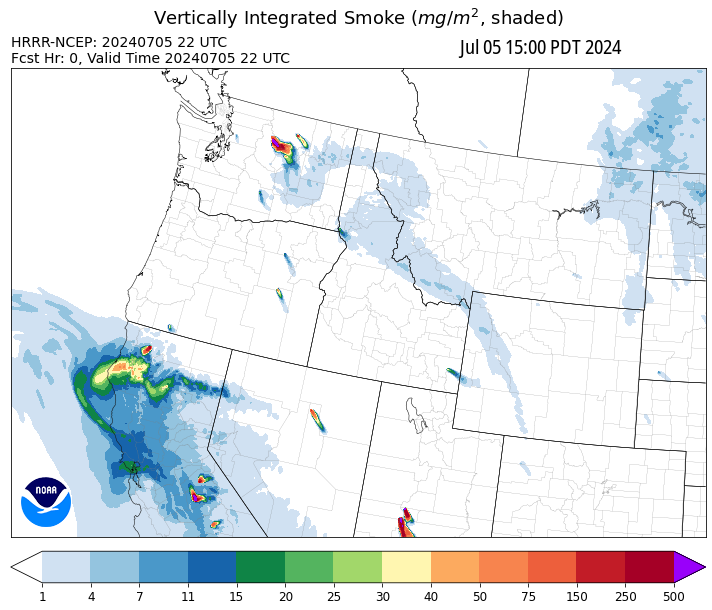 Vertically Integrated Smoke (mg/m², shaded)
HRRR-NCEP: 20240705 22 UTC
Jul 05 15:00 PDT 2024
Fcst Hr: 0, Valid Time 20240705 22 UTC
NOAA
1 4 7 11 15 20 25 30 40 50 75 150 250 500